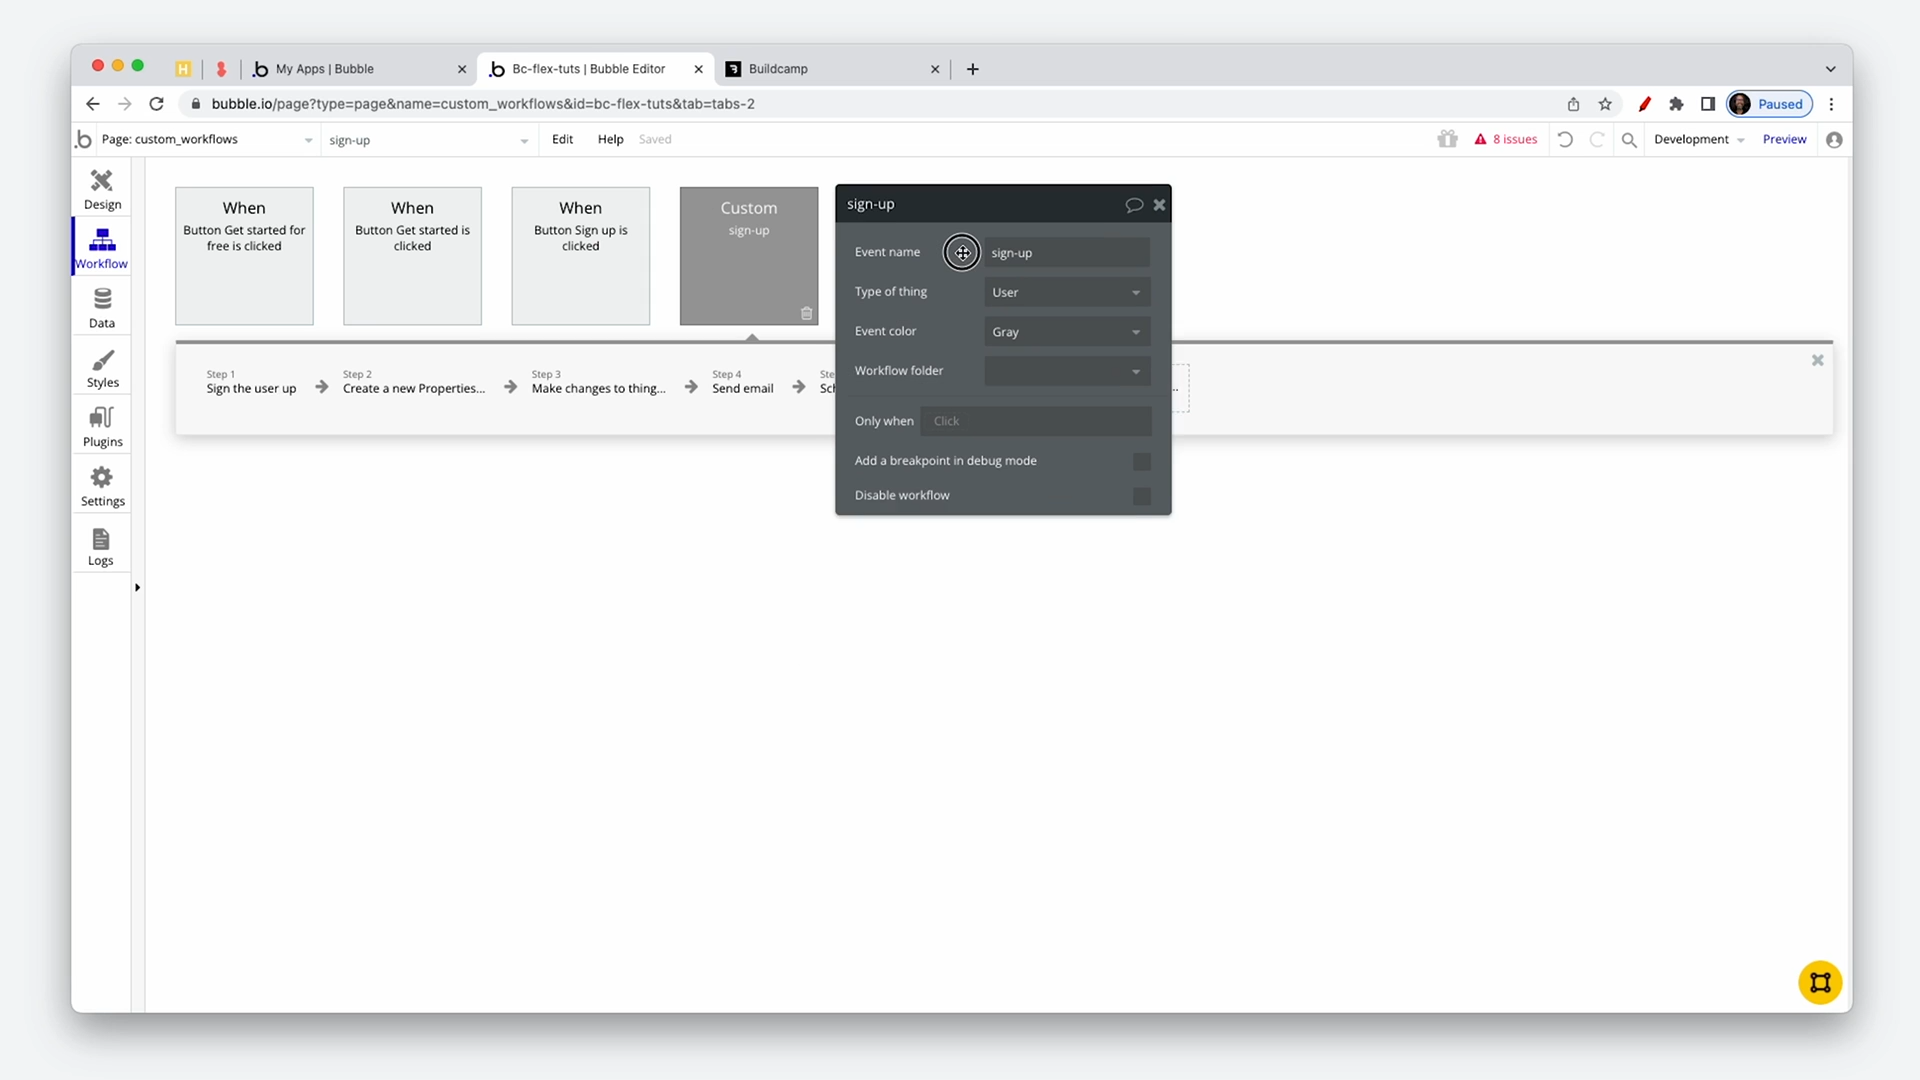 H
b My Apps | Bubble
b Bc-flex-tuts | Bubble Editor
Buildcamp
bubble.io/page?type=page&name=custom_workflows&id=bc-flex-tuts&tab=tabs-2
Paused
b Page: custom_workflows
sign-up
Edit
Help
Saved
8 issues
Development
Preview
Design
Workflow
Data
Styles
Plugins
Settings
Logs
When
Button Get started for
free is clicked
When
Button Get started is
clicked
When
Button Sign up is
clicked
Custom
sign-up
Step 1
Sign the user up
Step 2
Create a new Properties...
Step 3
Make changes to thing...
Step 4
Send email
sign-up
Event name
sign-up
Type of thing
User
Event color
Gray
Workflow folder
Only when
Click
Add a breakpoint in debug mode
Disable workflow